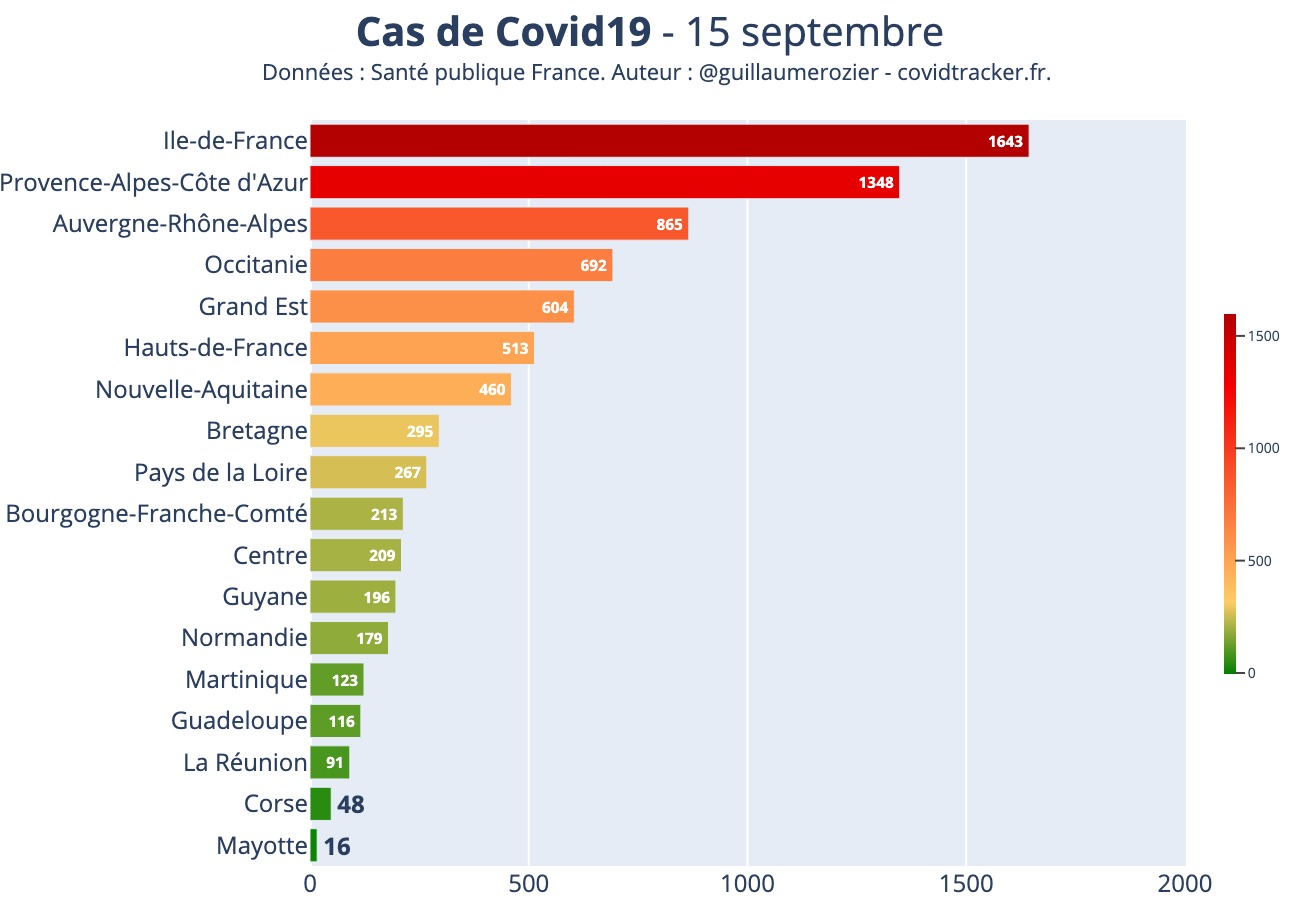 Cas de Covid19 - 15 septembre
Données : Santé publique France. Auteur : @guillaumerozier - covidtracker.fr.
Ile-de-France 1643
Provence-Alpes-Côte d'Azur 1348
Auvergne-Rhône-Alpes 865
Occitanie 692
Grand Est 604
Hauts-de-France 513
Nouvelle-Aquitaine 460
Bretagne 295
Pays de la Loire 267
Bourgogne-Franche-Comté 213
Centre 209
Guyane 196
Normandie 179
Martinique 123
Guadeloupe 116
La Réunion 91
Corse 48
Mayotte 16
0 500 1000 1500 2000
1500
1000
500
0